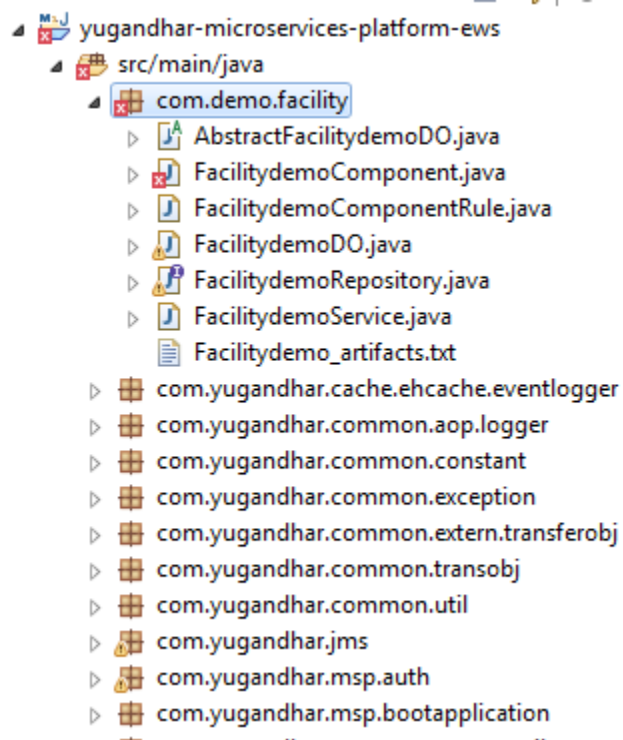 yugandhar-microservices-platform-ews
src/main/java
com.demo.facility
AbstractFacilitydemoDO.java
FacilitydemoComponent.java
FacilitydemoComponentRule.java
FacilitydemoDO.java
FacilitydemoRepository.java
FacilitydemoService.java
Facilitydemo_artifacts.txt
com.yugandhar.cache.ehcache.eventlogger
com.yugandhar.common.aop.logger
com.yugandhar.common.constant
com.yugandhar.common.exception
com.yugandhar.common.extern.transferobj
com.yugandhar.common.transobj
com.yugandhar.common.util
com.yugandhar.jms
com.yugandhar.msp.auth
com.yugandhar.msp.bootapplication